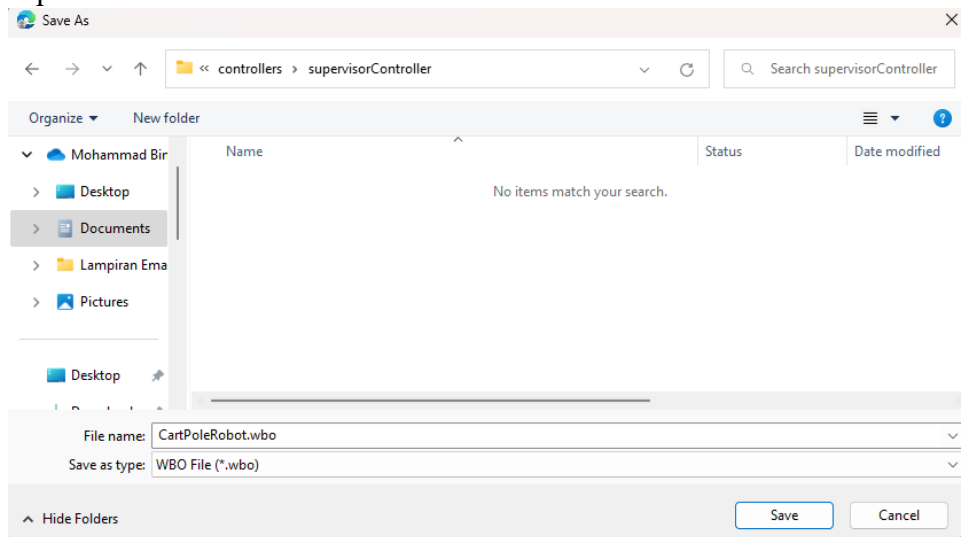 Save As
« controllers > supervisorController
Search supervisorController
Organize
New folder
Name
Status
Date modified
Mohammad Bir
Desktop
Documents
Lampiran Ema
Pictures
No items match your search.
Desktop
File name: CartPoleRobot.wbo
Save as type: WBO File (*.wbo)
Hide Folders
Save
Cancel